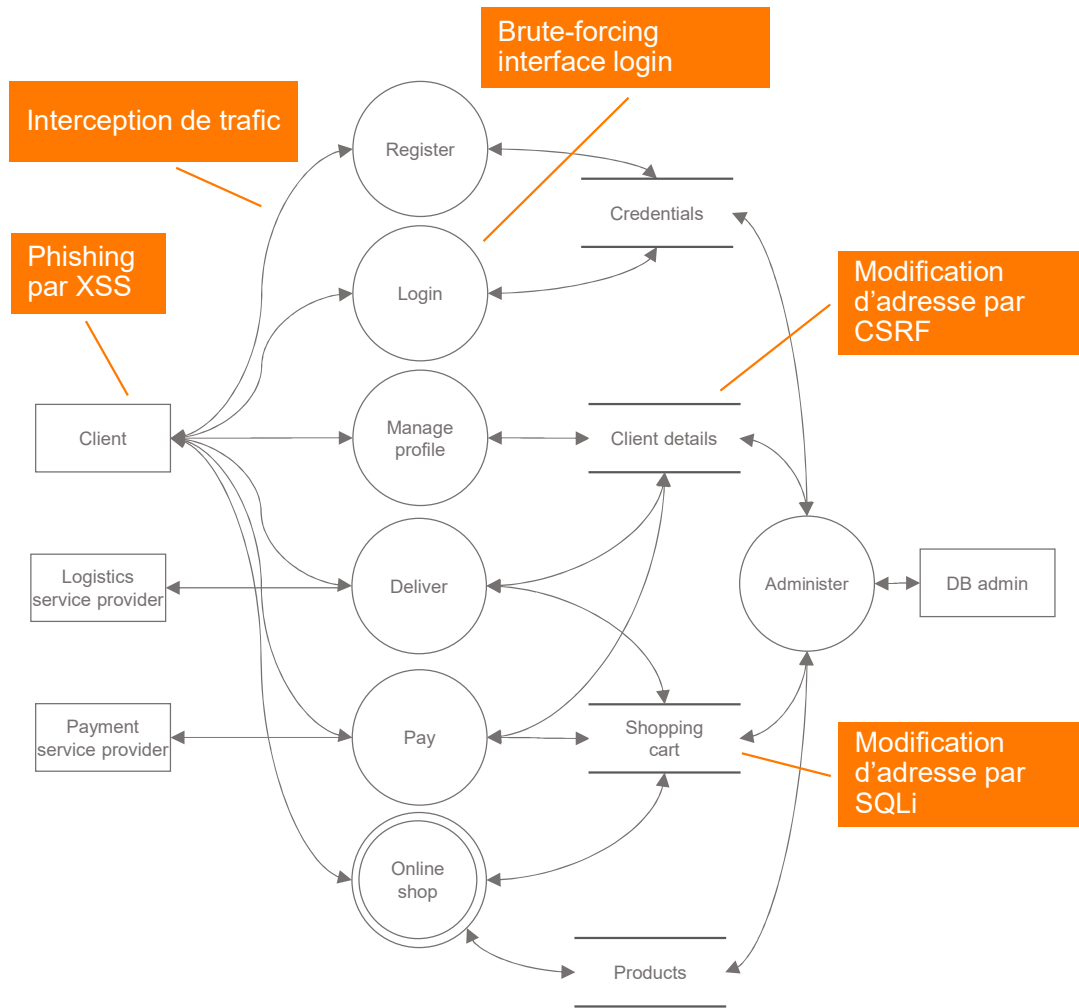 Brute-forcing
interface login
Interception de trafic
Register
Credentials
Phishing
par XSS
Login
Modification
d’adresse par
CSRF
Client
Manage
profile
Client details
Logistics
service provider
Deliver
Administer
DB admin
Payment
service provider
Pay
Shopping
cart
Modification
d’adresse par
SQLi
Online
shop
Products